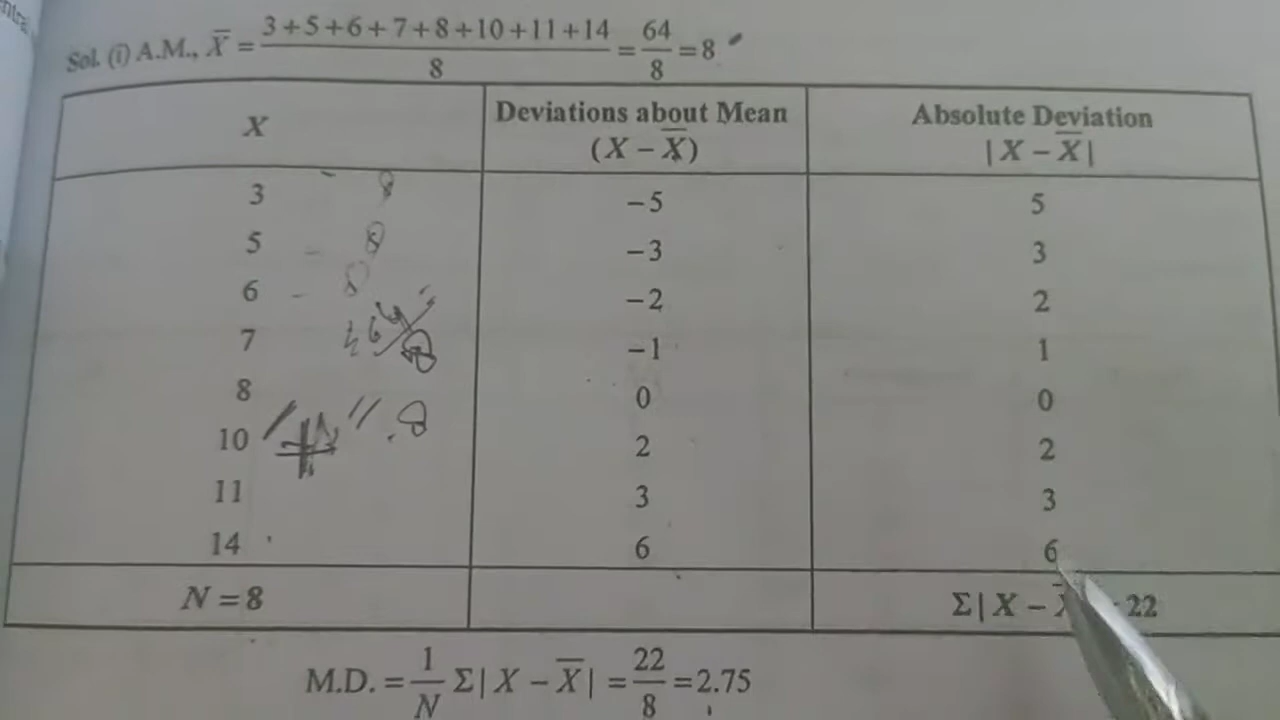 Sol. (i) A.M., X̄ = 3+5+6+7+8+10+11+14 / 8 = 64/8 = 8
X Deviations about Mean (X − X̄) Absolute Deviation |X − X̄|
3 −5 5
5 −3 3
6 −2 2
7 −1 1
8 0 0
10 2 2
11 3 3
14 6 6
N = 8 Σ|X − 22
M.D. = 1/N Σ|X − X̄| = 22/8 = 2.75